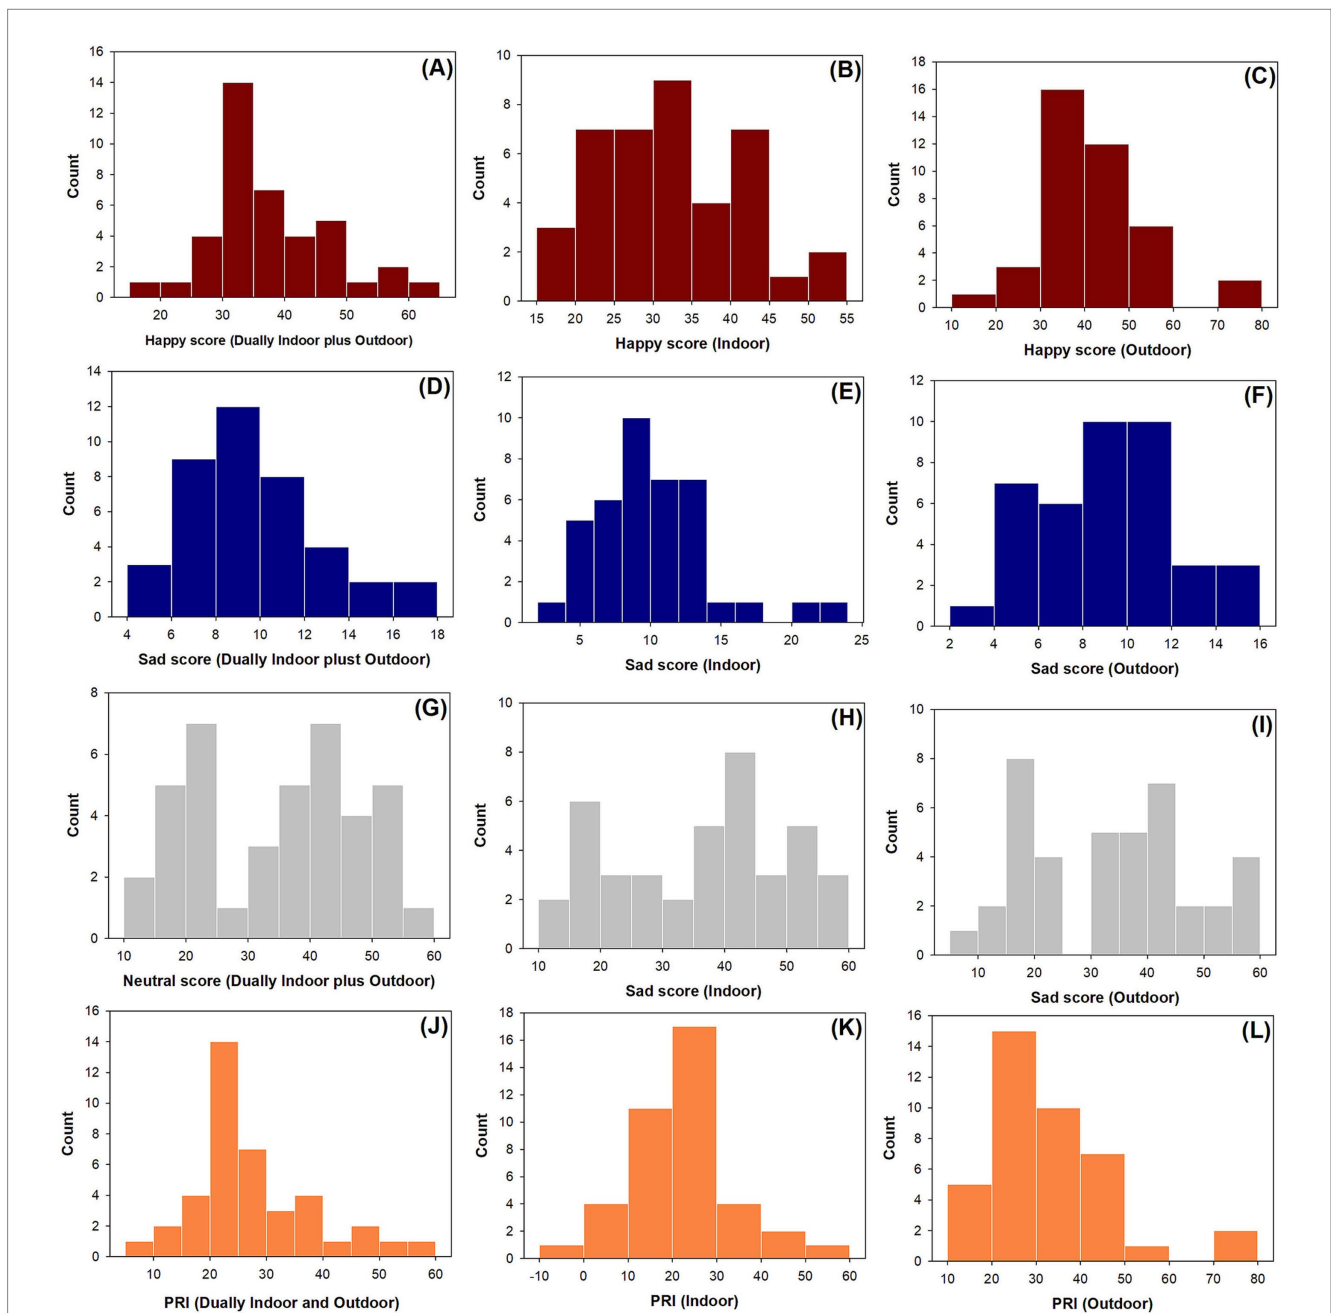 (A)
16
14
12
10
8
6
4
2
0
Count
20 30 40 50 60
Happy score (Dually Indoor plus Outdoor)
(B)
10
8
6
4
2
0
Count
15 20 25 30 35 40 45 50 55
Happy score (Indoor)
(C)
18
16
14
12
10
8
6
4
2
0
Count
10 20 30 40 50 60 70 80
Happy score (Outdoor)
(D)
14
12
10
8
6
4
2
0
Count
4 6 8 10 12 14 16 18
Sad score (Dually Indoor plust Outdoor)
(E)
12
10
8
6
4
2
0
Count
5 10 15 20 25
Sad score (Indoor)
(F)
12
10
8
6
4
2
0
Count
2 4 6 8 10 12 14 16
Sad score (Outdoor)
(G)
8
6
4
2
0
Count
10 20 30 40 50 60
Neutral score (Dually Indoor plus Outdoor)
(H)
10
8
6
4
2
0
Count
10 20 30 40 50 60
Sad score (Indoor)
(I)
10
8
6
4
2
0
Count
10 20 30 40 50 60
Sad score (Outdoor)
(J)
16
14
12
10
8
6
4
2
0
Count
10 20 30 40 50 60
PRI (Dually Indoor and Outdoor)
(K)
18
16
14
12
10
8
6
4
2
0
Count
-10 0 10 20 30 40 50 60
PRI (Indoor)
(L)
16
14
12
10
8
6
4
2
0
Count
10 20 30 40 50 60 70 80
PRI (Outdoor)